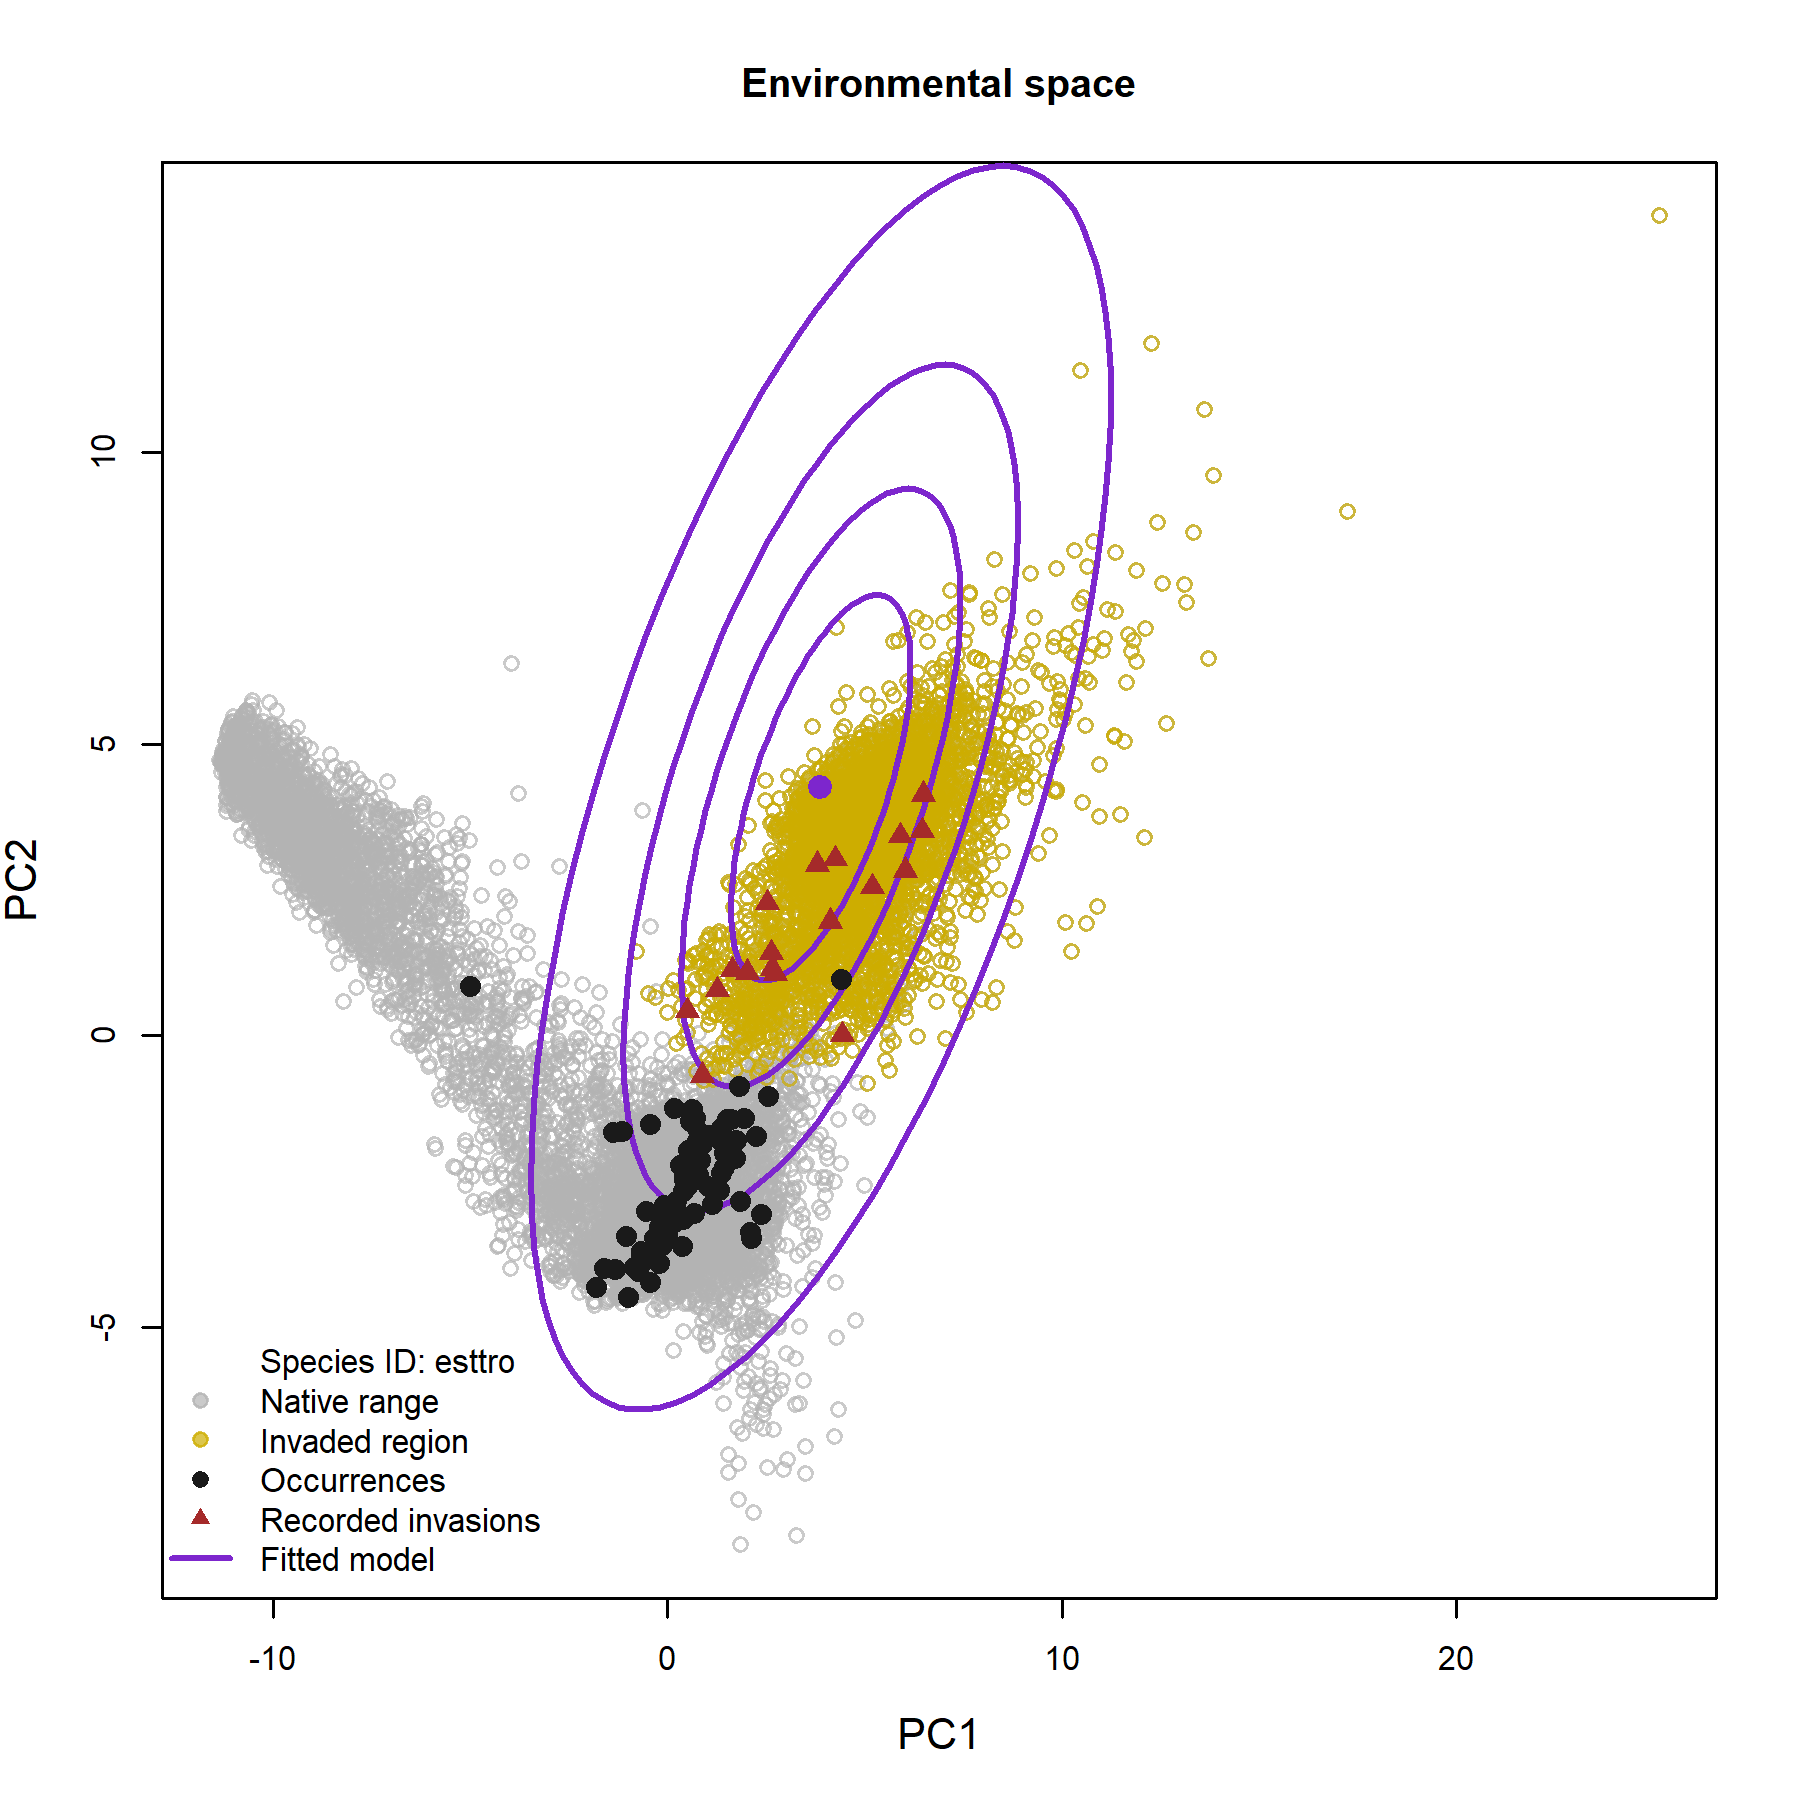 Environmental space
PC2
10
5
0
-5
Species ID: esttro
Native range
Invaded region
Occurrences
Recorded invasions
Fitted model
-10
0
10
20
PC1